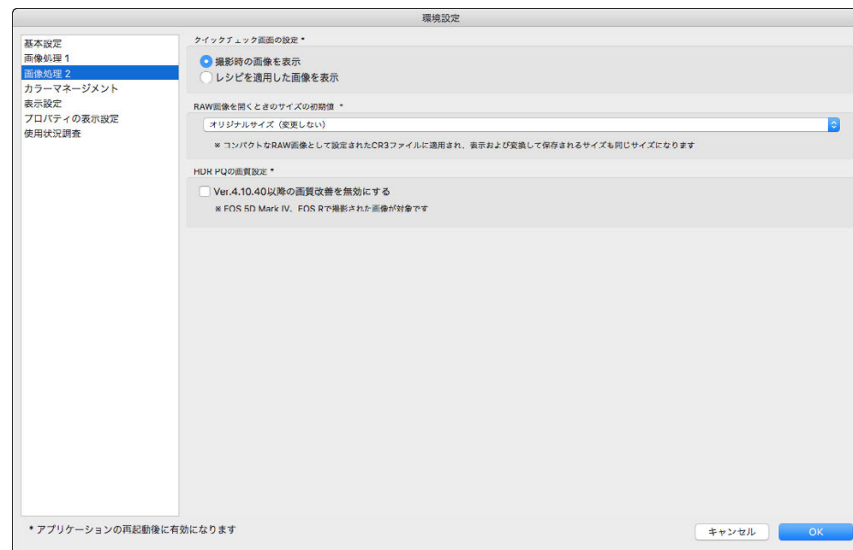 環境設定
基本設定
画像処理 1
画像処理 2
カラーマネージメント
表示設定
プロパティの表示設定
使用状況調査
クイックチェック画面の設定 *
撮影時の画像を表示
レシピを適用した画像を表示
RAW画像を開くときのサイズの初期値 *
オリジナルサイズ（変更しない）
※ コンパクトなRAW画像として設定されたCR3ファイルに適用され、表示および変換して保存されるサイズも同じサイズになります
HDR PQの画質設定 *
Ver.4.10.40以降の画質改善を無効にする
※ EOS 5D Mark IV、EOS Rで撮影された画像が対象です
* アプリケーションの再起動後に有効になります
キャンセル
OK